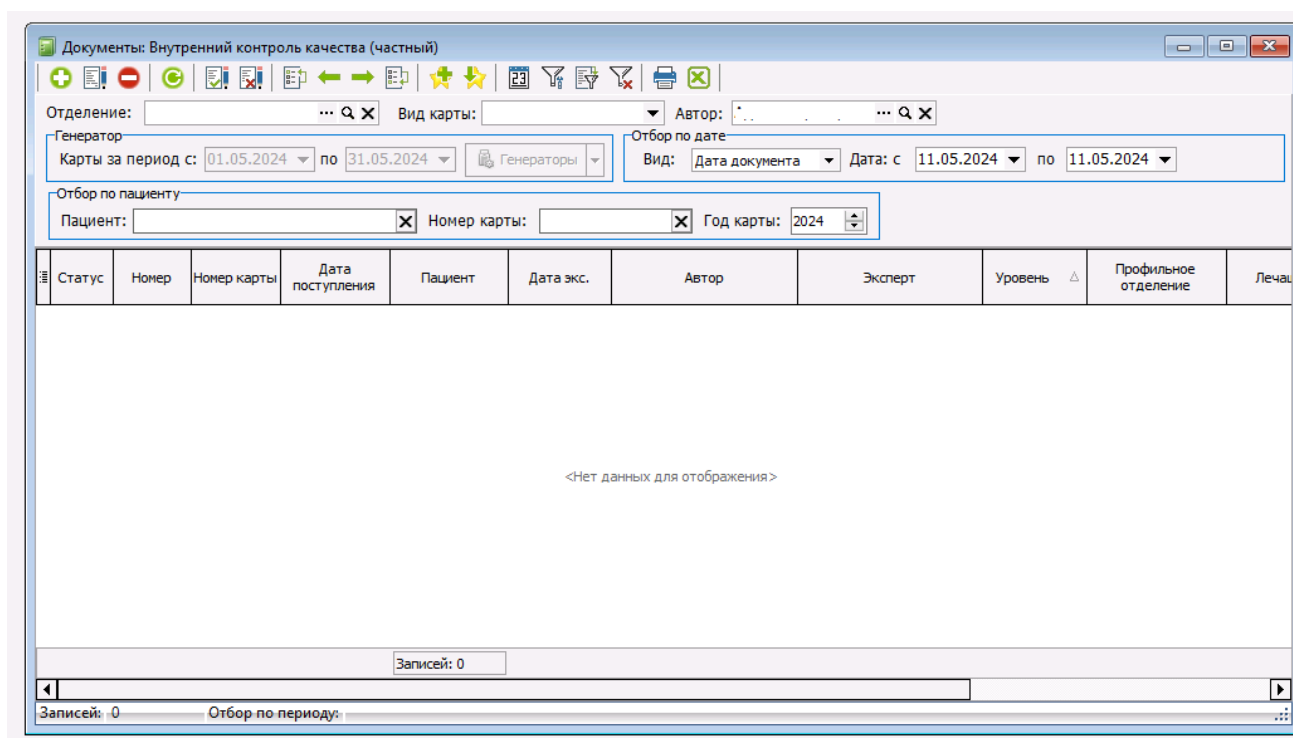 Документы: Внутренний контроль качества (частный)
23
Отделение: Вид карты: Автор:
Генератор Отбор по дате
Карты за период с: 01.05.2024 по 31.05.2024 Генераторы Вид: Дата документа Дата: с 11.05.2024 по 11.05.2024
Отбор по пациенту
Пациент: Номер карты: Год карты: 2024
Статус Номер Номер карты Дата поступления Пациент Дата экс. Автор Эксперт Уровень Профильное отделение
<Нет данных для отображения>
Записей: 0
Записей: 0 Отбор по периоду: